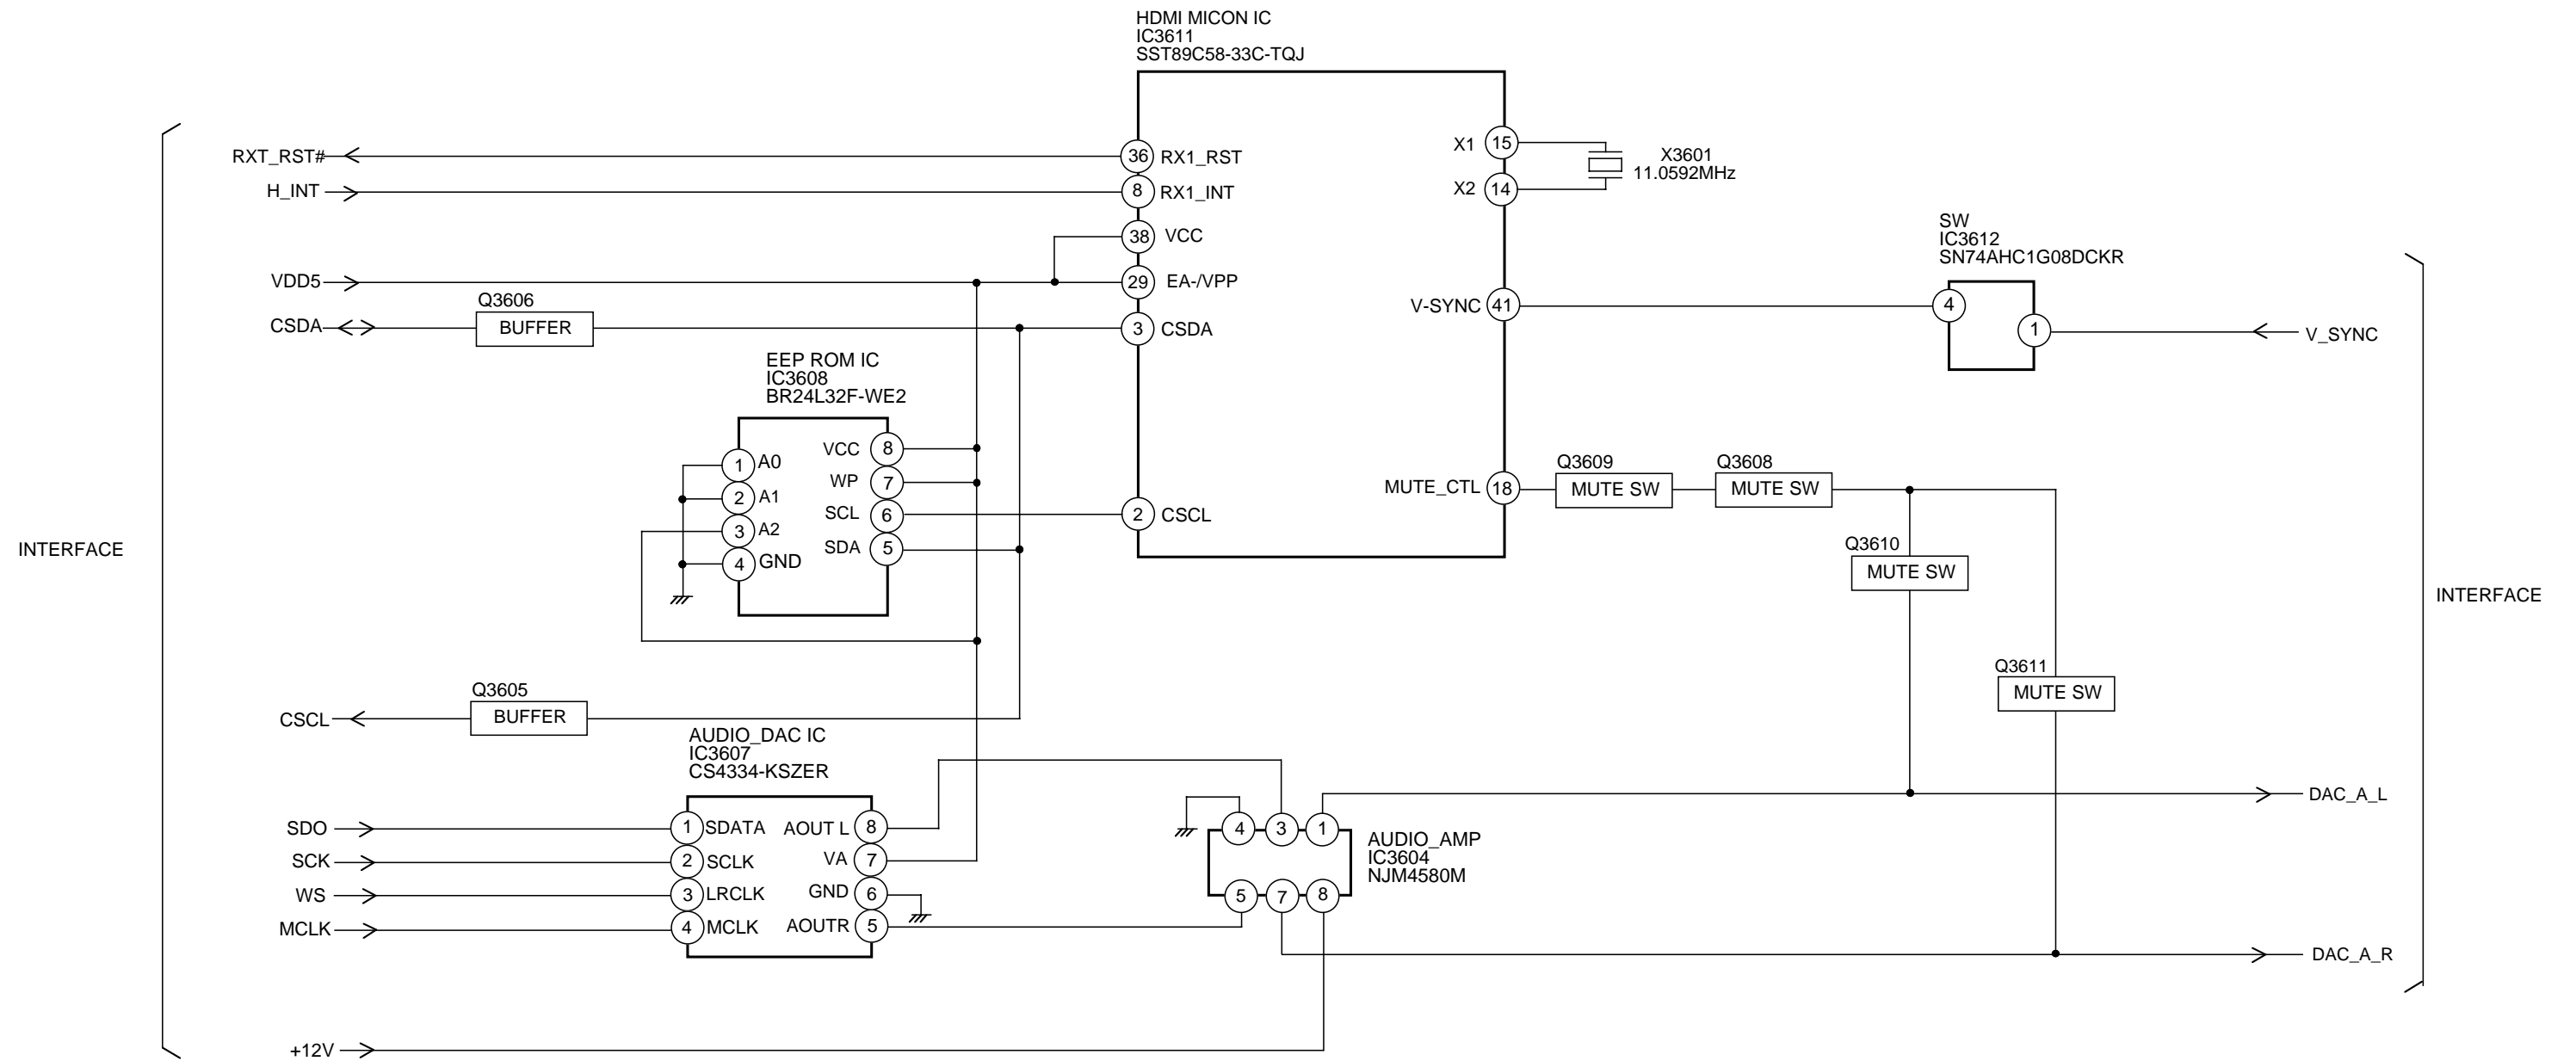 HDMI MICON IC
IC3611
SST89C58-33C-TQJ
RXT_RST#
36 RX1_RST
H_INT
8 RX1_INT
38 VCC
VDD5
29 EA-/VPP
CSDA
Q3606
BUFFER
3 CSDA
2 CSCL
X1 15
X2 14
X3601
11.0592MHz
V-SYNC 41
SW
IC3612
SN74AHC1G08DCKR
4
1
V_SYNC
MUTE_CTL 18
Q3609
MUTE SW
Q3608
MUTE SW
Q3610
MUTE SW
Q3611
MUTE SW
EEP ROM IC
IC3608
BR24L32F-WE2
1 A0
2 A1
3 A2
4 GND
VCC 8
WP 7
SCL 6
SDA 5
INTERFACE
INTERFACE
CSCL
Q3605
BUFFER
AUDIO_DAC IC
IC3607
CS4334-KSZER
SDO
SCK
WS
MCLK
1 SDATA
2 SCLK
3 LRCLK
4 MCLK
AOUT L 8
VA 7
GND 6
AOUTR 5
4 3 1
5 7 8
AUDIO_AMP
IC3604
NJM4580M
DAC_A_L
DAC_A_R
+12V